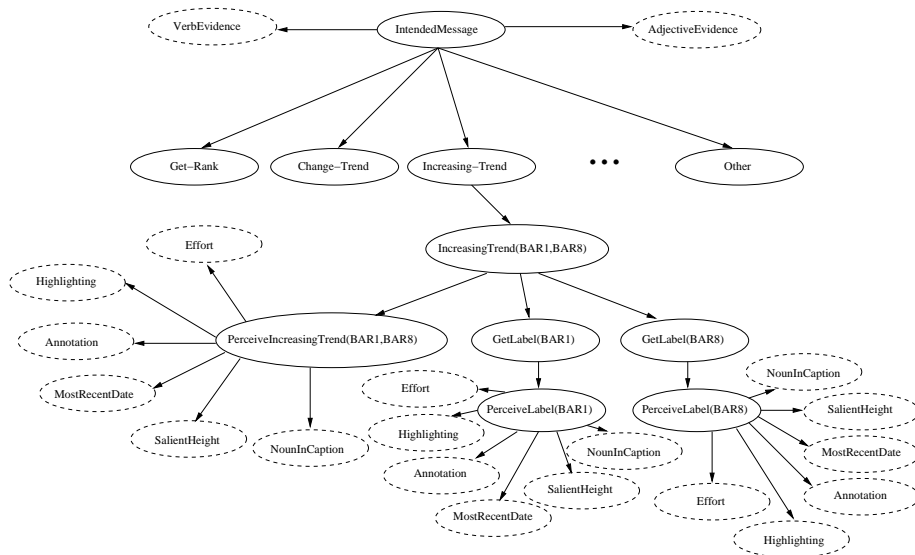 VerbEvidence
IntendedMessage
AdjectiveEvidence
Get-Rank
Change-Trend
Increasing-Trend
•••
Other
IncreasingTrend(BAR1,BAR8)
Effort
Highlighting
Annotation
MostRecentDate
SalientHeight
NounInCaption
PerceiveIncreasingTrend(BAR1,BAR8)
GetLabel(BAR1)
GetLabel(BAR8)
Effort
Highlighting
Annotation
MostRecentDate
SalientHeight
NounInCaption
PerceiveLabel(BAR1)
PerceiveLabel(BAR8)
NounInCaption
SalientHeight
MostRecentDate
Annotation
Effort
Highlighting